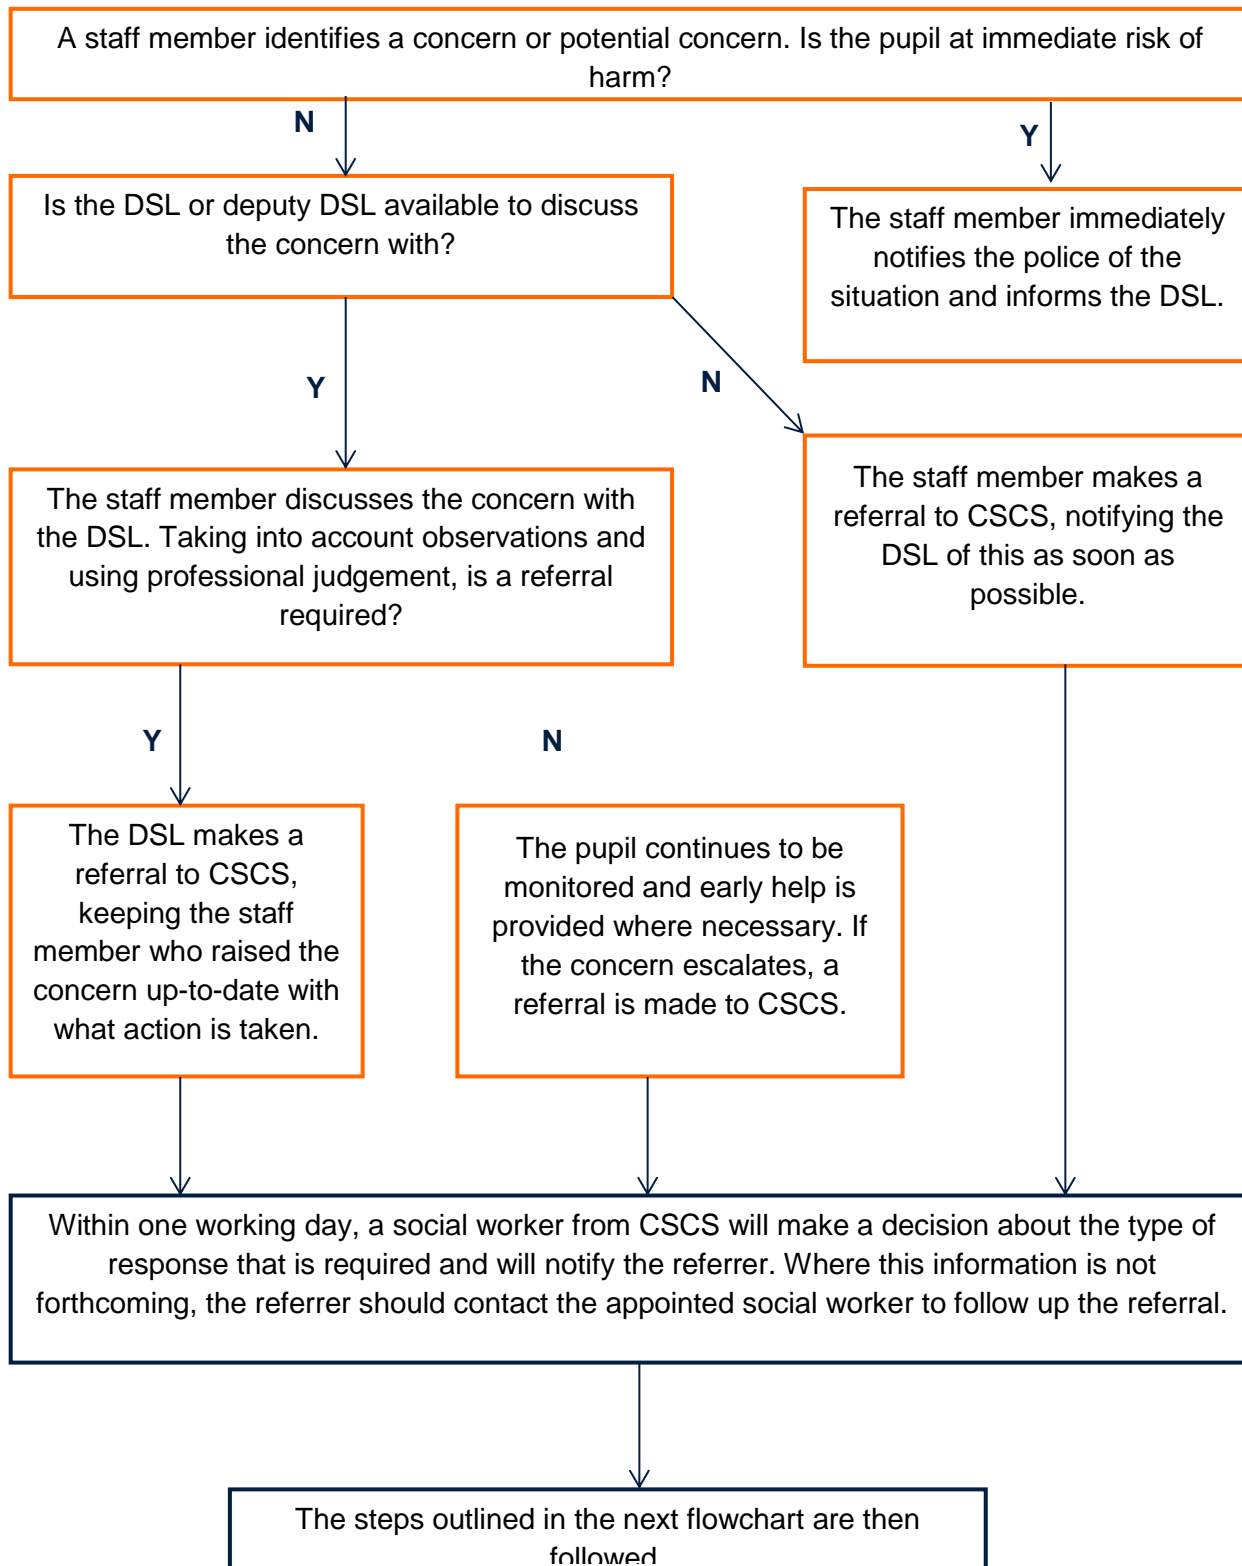 A staff member identifies a concern or potential concern. Is the pupil at immediate risk of
harm?
N
Y
Is the DSL or deputy DSL available to discuss
the concern with?
The staff member immediately
notifies the police of the
situation and informs the DSL.
Y
N
The staff member discusses the concern with
the DSL. Taking into account observations and
using professional judgement, is a referral
required?
The staff member makes a
referral to CSCS, notifying the
DSL of this as soon as
possible.
Y
N
The DSL makes a
referral to CSCS,
keeping the staff
member who raised the
concern up-to-date with
what action is taken.
The pupil continues to be
monitored and early help is
provided where necessary. If
the concern escalates, a
referral is made to CSCS.
Within one working day, a social worker from CSCS will make a decision about the type of
response that is required and will notify the referrer. Where this information is not
forthcoming, the referrer should contact the appointed social worker to follow up the referral.
The steps outlined in the next flowchart are then
followed